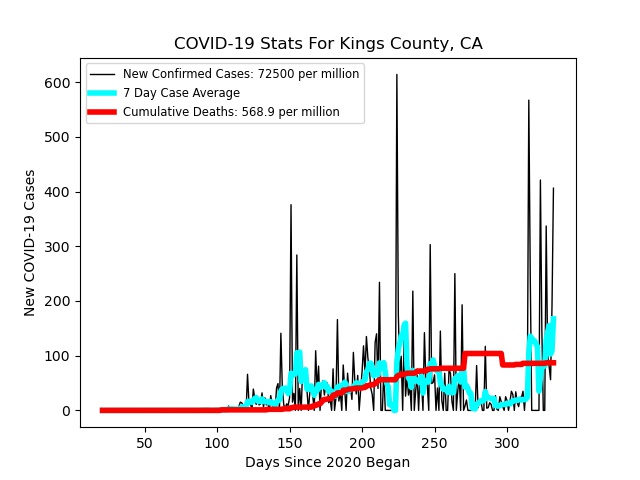 COVID-19 Stats For Kings County, CA
New Confirmed Cases: 72500 per million
7 Day Case Average
Cumulative Deaths: 568.9 per million
New COVID-19 Cases
600
500
400
300
200
100
0
50 100 150 200 250 300
Days Since 2020 Began